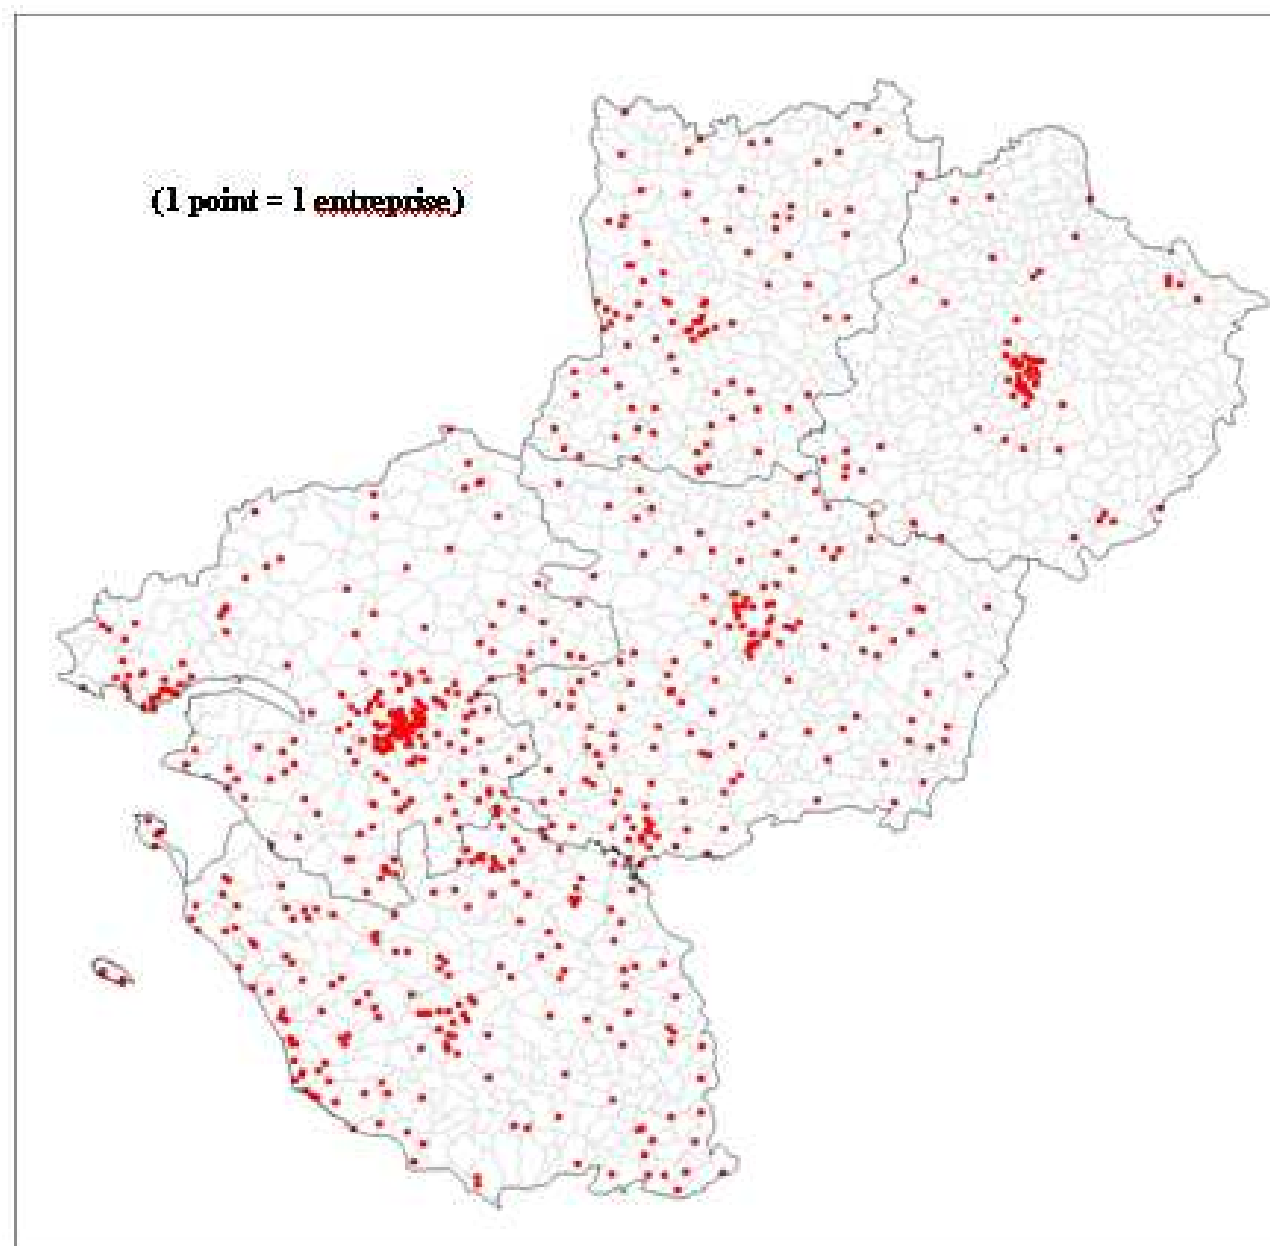 (1 point = 1 entreprise)